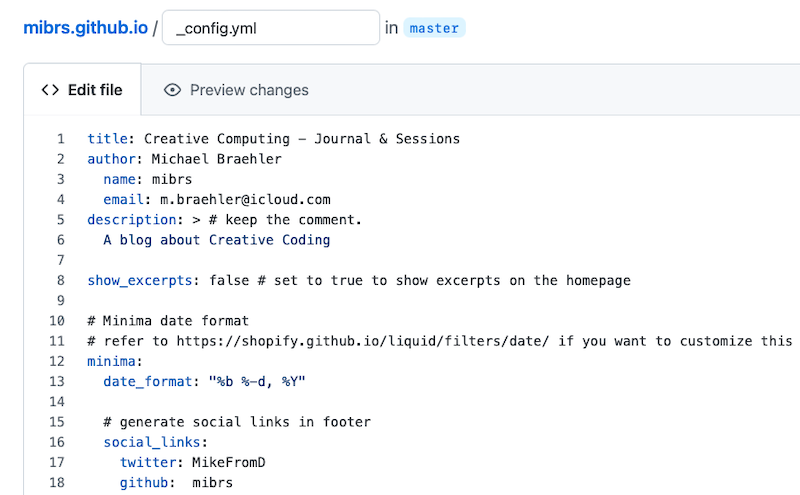 mibrs.github.io / _config.yml in master
<> Edit file Preview changes
1 title: Creative Computing – Journal & Sessions
2 author: Michael Braehler
3 name: mibrs
4 email: m.braehler@icloud.com
5 description: > # keep the comment.
6 A blog about Creative Coding
7
8 show_excerpts: false # set to true to show excerpts on the homepage
9
10 # Minima date format
11 # refer to https://shopify.github.io/liquid/filters/date/ if you want to customize this
12 minima:
13 date_format: "%b %-d, %Y"
14
15 # generate social links in footer
16 social_links:
17 twitter: MikeFromD
18 github:  mibrs